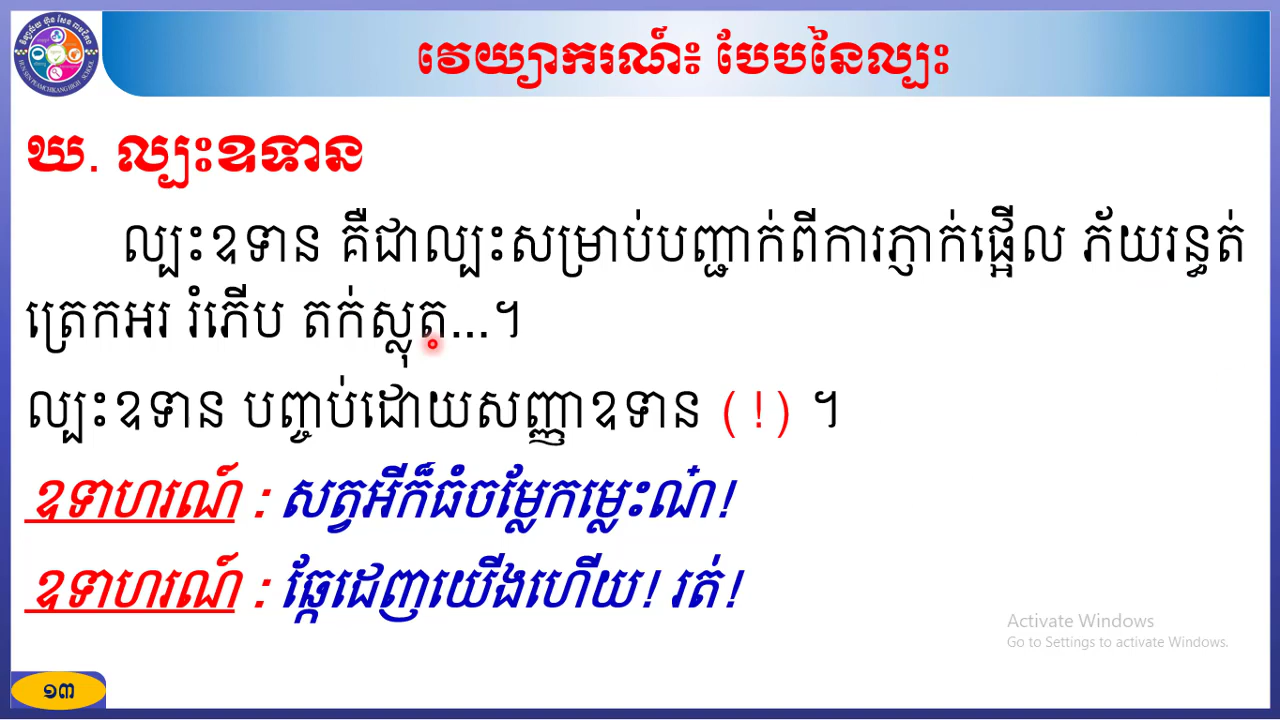 វេយ្យាករណ៍៖ បែបនៃល្បះ
ឃ. ល្បះឧទាន
ល្បះឧទាន គឺជាល្បះសម្រាប់បញ្ជាក់ពីការភ្ញាក់ផ្អើល ភ័យរន្ធត់
ត្រេកអរ រំភើប តក់ស្លុត...។
ល្បះឧទាន បញ្ចប់ដោយសញ្ញាឧទាន (!) ។
ឧទាហរណ៍ : សត្វអីក៏ធំចម្លែកម្លេះណ៎!
ឧទាហរណ៍ : ឆ្កែដេញយើងហើយ! រត់!
Activate Windows
Go to Settings to activate Windows.
១៣